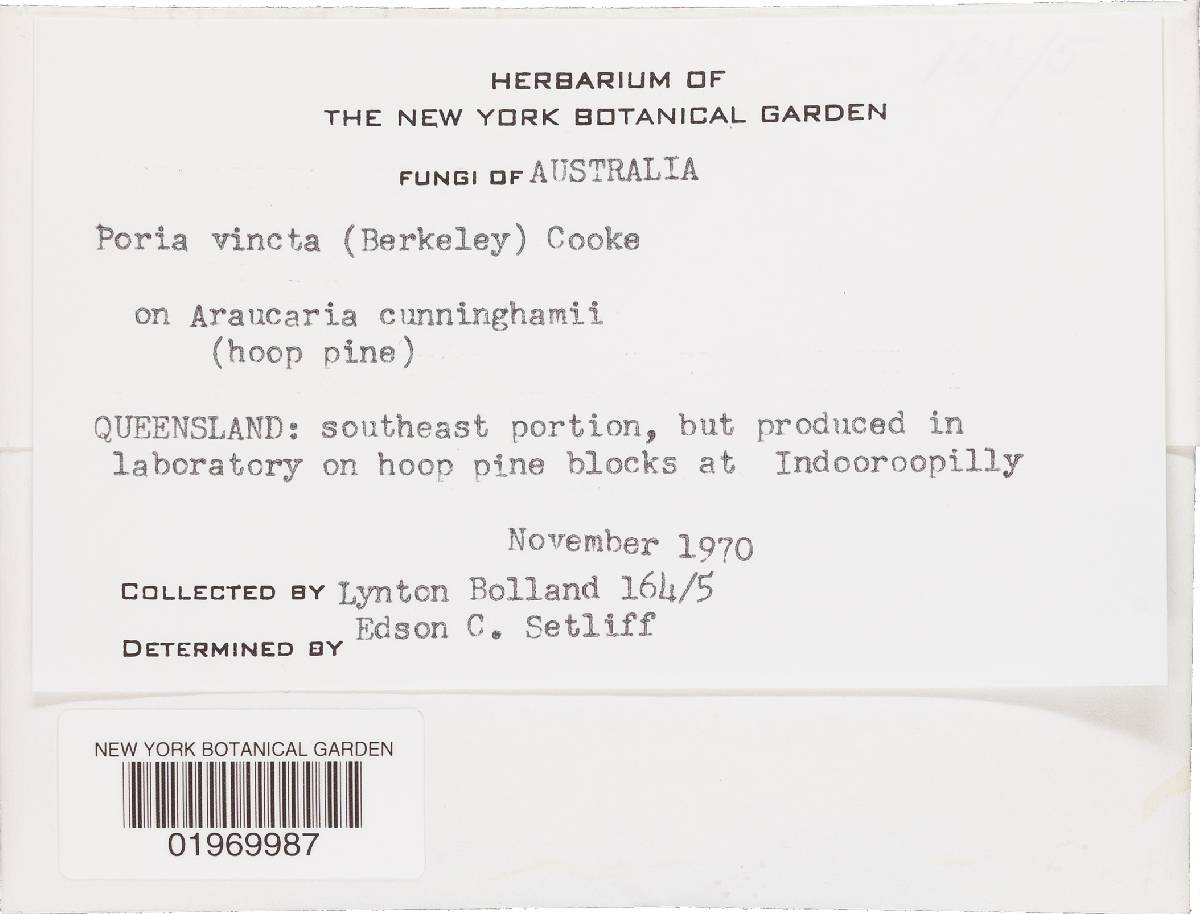 HERBARIUM OF
THE NEW YORK BOTANICAL GARDEN
FUNGI OF AUSTRALIA
Poria vincta (Berkeley) Cooke
on Araucaria cunninghamii
(hoop pine)
QUEENSLAND: southeast portion, but produced in
laboratory on hoop pine blocks at Indooroopilly
November 1970
COLLECTED BY Lynton Bolland 164/5
Edson C. Setliff
DETERMINED BY
NEW YORK BOTANICAL GARDEN
01969987